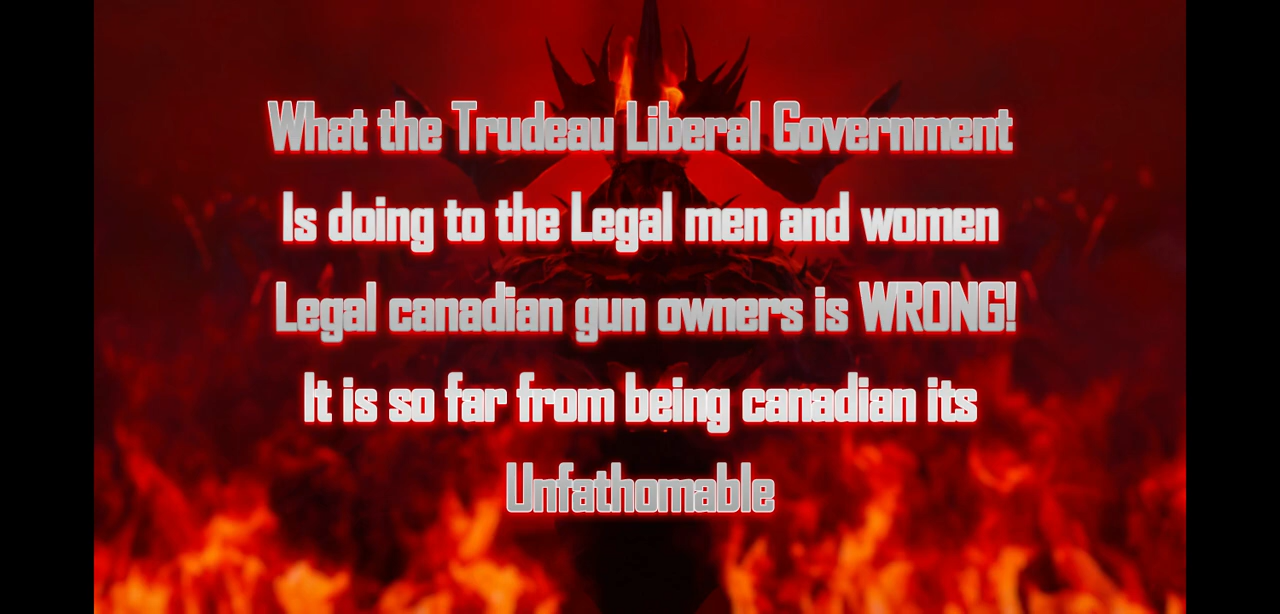 What the Trudeau Liberal Government
Is doing to the Legal men and women
Legal canadian gun owners is WRONG!
It is so far from being canadian its
Unfathomable